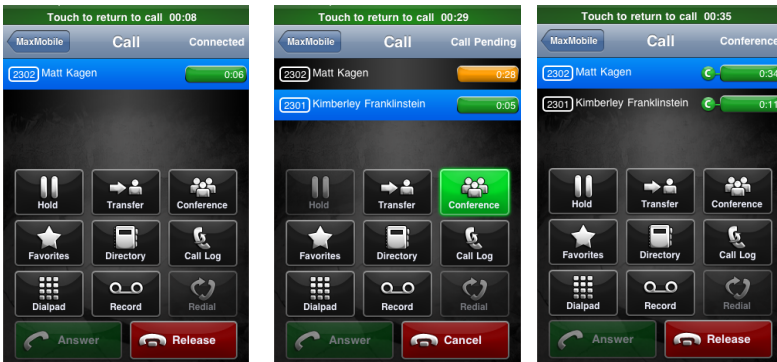 Touch to return to call 00:08
MaxMobile Call Connected
2302 Matt Kagen 0:06
Hold Transfer Conference
Favorites Directory Call Log
Dialpad Record Redial
Answer Release
Touch to return to call 00:29
MaxMobile Call Call Pending
2302 Matt Kagen 0:28
2301 Kimberley Franklinstein 0:05
Hold Transfer Conference
Favorites Directory Call Log
Dialpad Record Redial
Answer Cancel
Touch to return to call 00:35
MaxMobile Call Conference
2302 Matt Kagen C 0:34
2301 Kimberley Franklinstein C 0:11
Hold Transfer Conference
Favorites Directory Call Log
Dialpad Record Redial
Answer Release